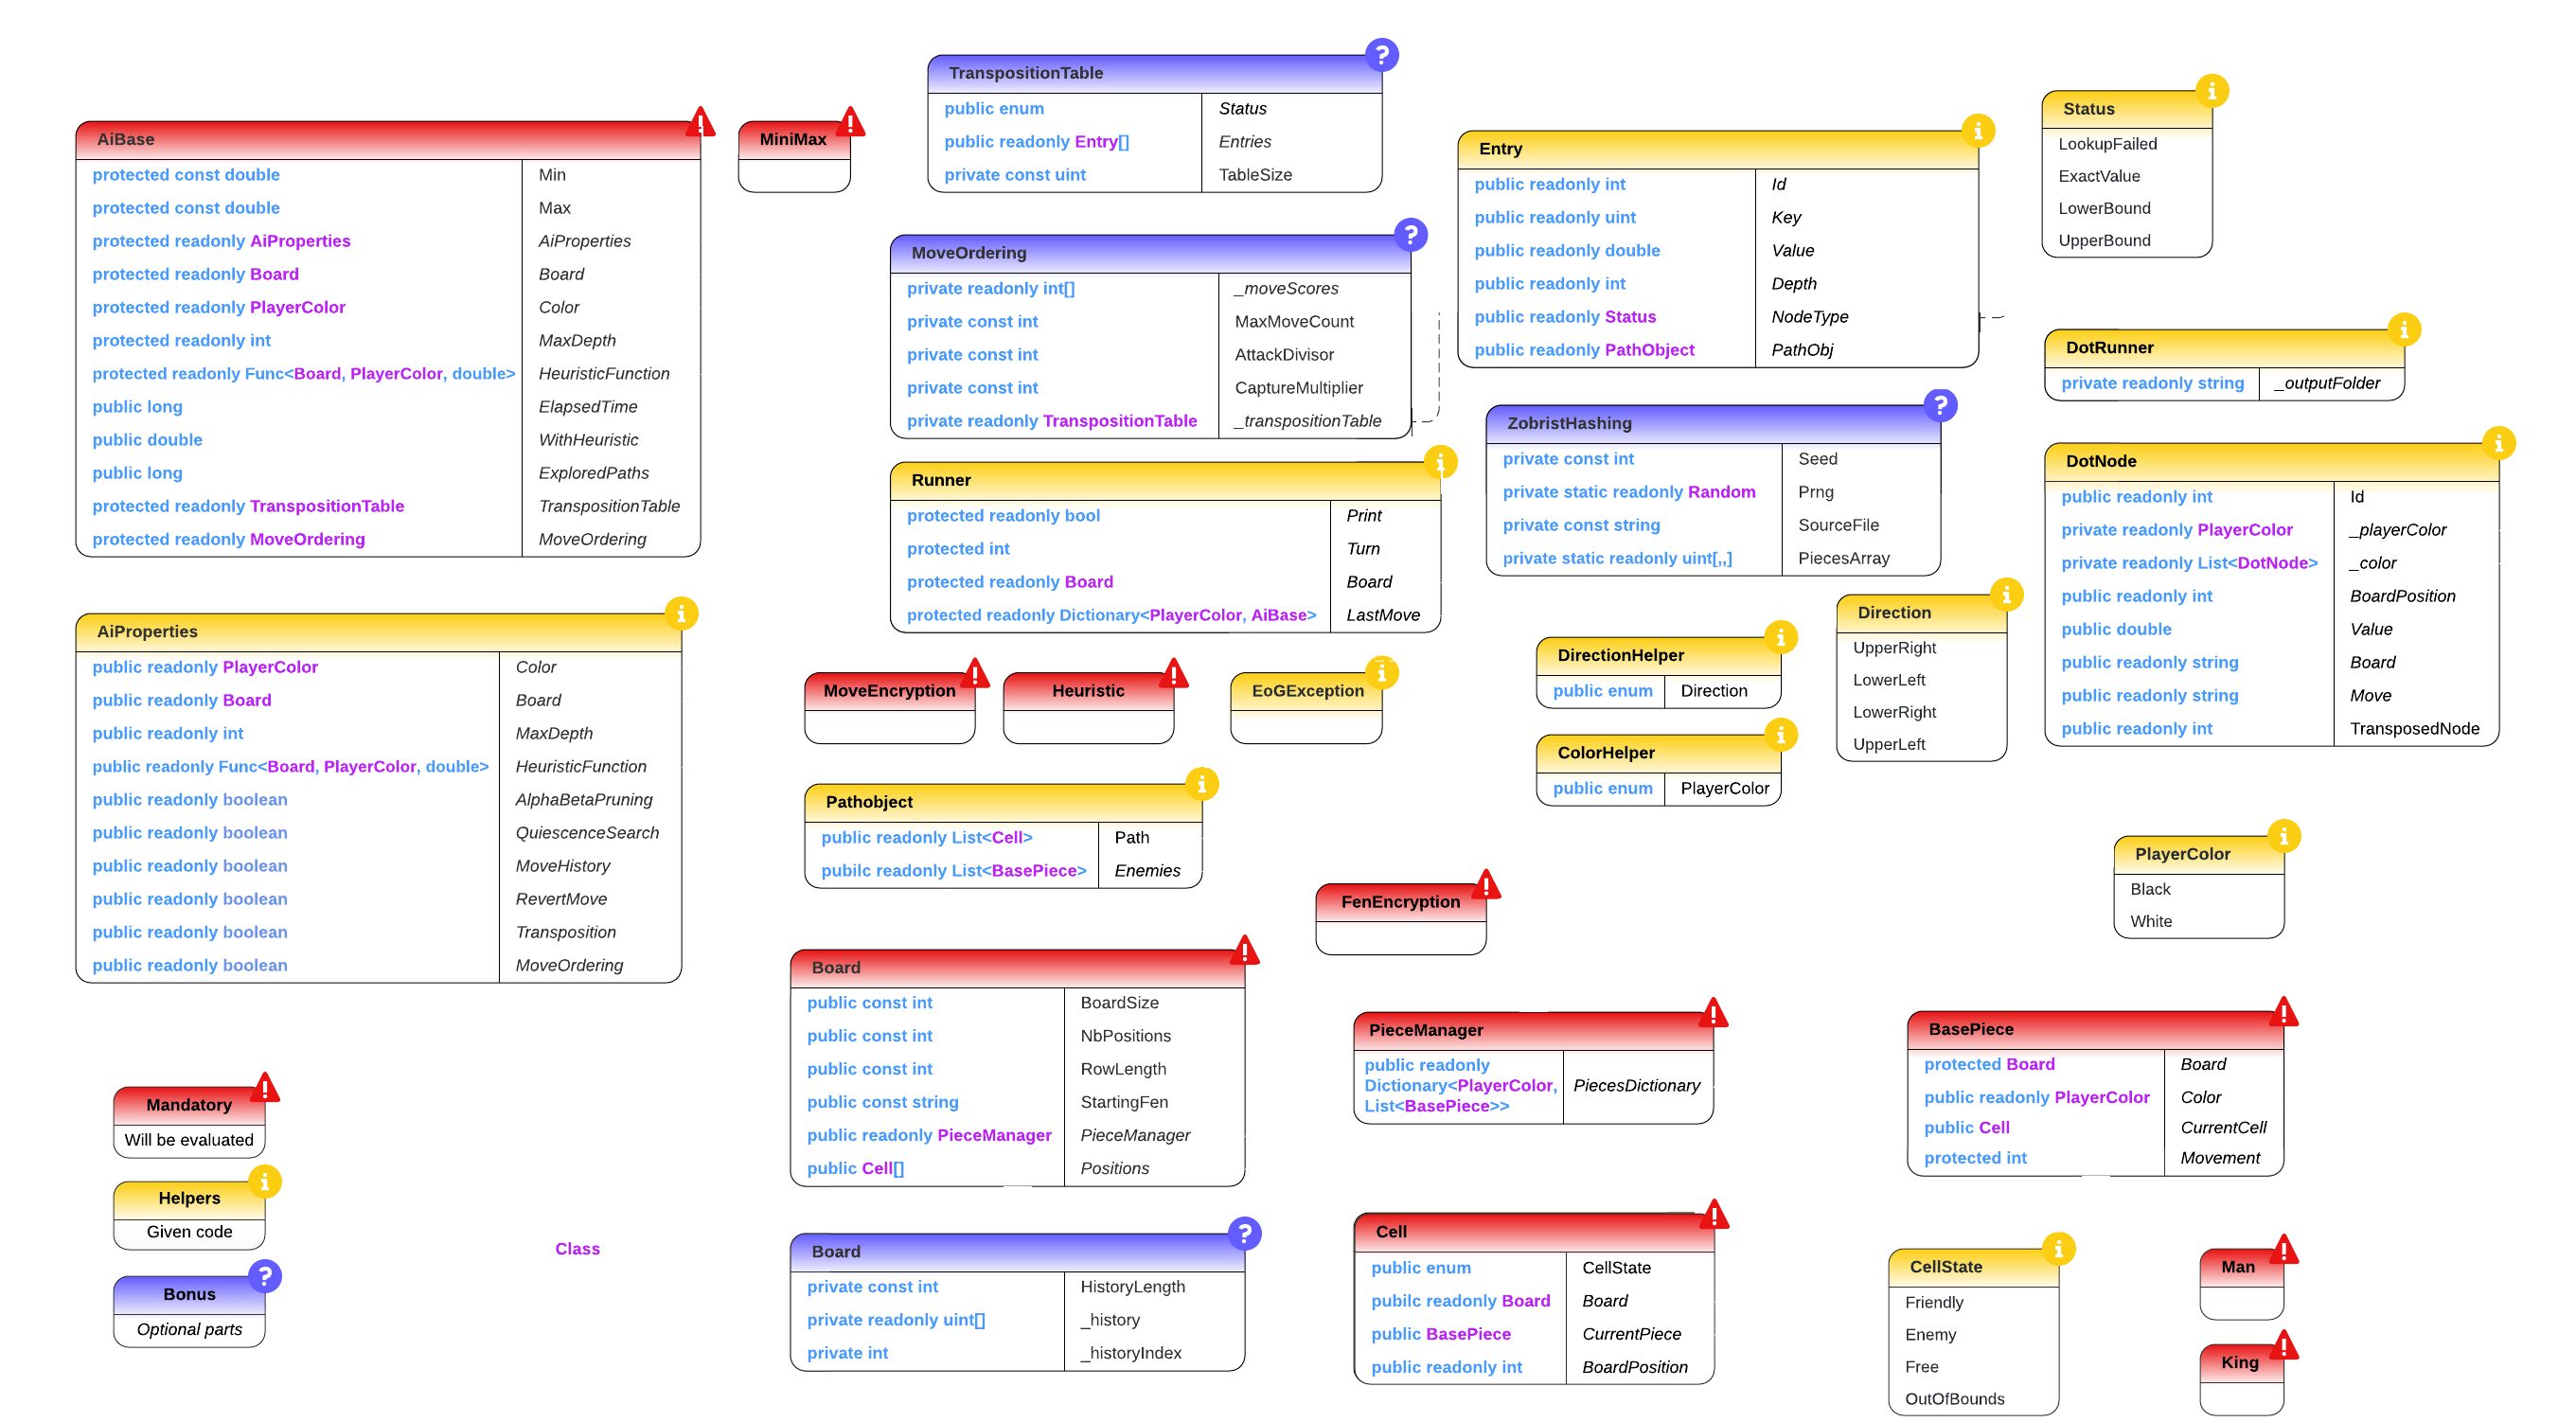 AiBase
protected const double Min
protected const double Max
protected readonly AiProperties AiProperties
protected readonly Board Board
protected readonly PlayerColor Color
protected readonly int MaxDepth
protected readonly Func<Board, PlayerColor, double> HeuristicFunction
public long ElapsedTime
public double WithHeuristic
public long ExploredPaths
protected readonly TranspositionTable TranspositionTable
protected readonly MoveOrdering MoveOrdering
MiniMax
TranspositionTable
public enum Status
public readonly Entry[] Entries
private const uint TableSize
MoveOrdering
private readonly int[] _moveScores
private const int MaxMoveCount
private const int AttackDivisor
private const int CaptureMultiplier
private readonly TranspositionTable _transpositionTable
Entry
public readonly int Id
public readonly uint Key
public readonly double Value
public readonly int Depth
public readonly Status NodeType
public readonly PathObject PathObj
Status
LookupFailed
ExactValue
LowerBound
UpperBound
DotRunner
private readonly string _outputFolder
Runner
protected readonly bool Print
protected int Turn
protected readonly Board Board
protected readonly Dictionary<PlayerColor, AiBase> LastMove
ZobristHashing
private const int Seed
private static readonly Random Prng
private const string SourceFile
private static readonly uint[,,] PiecesArray
DotNode
public readonly int Id
private readonly PlayerColor _playerColor
private readonly List<DotNode> _color
public readonly int BoardPosition
public double Value
public readonly string Board
public readonly string Move
public readonly int TransposedNode
AiProperties
public readonly PlayerColor Color
public readonly Board Board
public readonly int MaxDepth
public readonly Func<Board, PlayerColor, double> HeuristicFunction
public readonly boolean AlphaBetaPruning
public readonly boolean QuiescenceSearch
public readonly boolean MoveHistory
public readonly boolean RevertMove
public readonly boolean Transposition
public readonly boolean MoveOrdering
MoveEncryption
Heuristic
EoGException
DirectionHelper
public enum Direction
Direction
UpperRight
LowerLeft
LowerRight
UpperLeft
ColorHelper
public enum PlayerColor
Pathobject
public readonly List<Cell> Path
pubilc readonly List<BasePiece> Enemies
PlayerColor
Black
White
FenEncryption
Board
public const int BoardSize
public const int NbPositions
public const int RowLength
public const string StartingFen
public readonly PieceManager PieceManager
public Cell[] Positions
PieceManager
public readonly
Dictionary<PlayerColor,
List<BasePiece>>
PiecesDictionary
BasePiece
protected Board Board
public readonly PlayerColor Color
public Cell CurrentCell
protected int Movement
Mandatory
Will be evaluated
Helpers
Given code
Bonus
Optional parts
Class
Board
private const int HistoryLength
private readonly uint[] _history
private int _historyIndex
Cell
public enum CellState
pubilc readonly Board Board
public BasePiece CurrentPiece
public readonly int BoardPosition
CellState
Friendly
Enemy
Free
OutOfBounds
Man
King